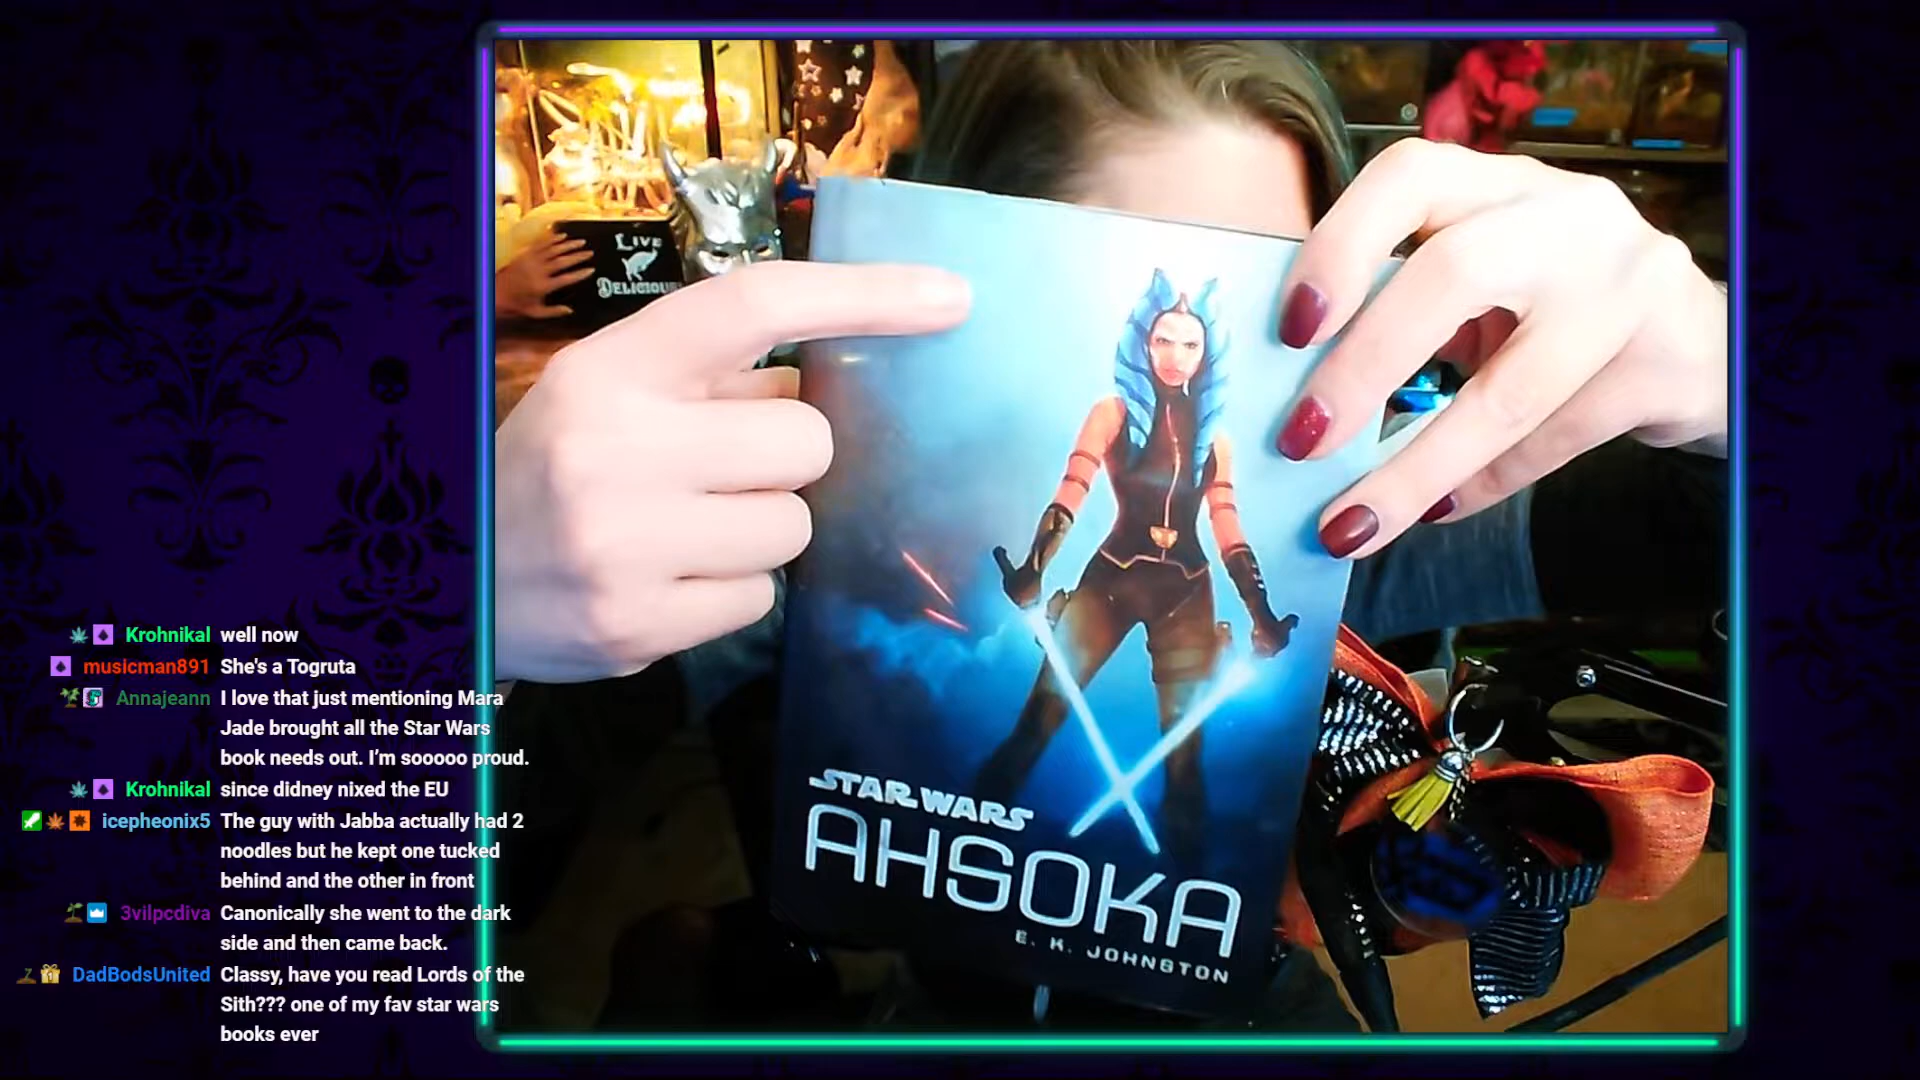 LIVE
DELICIOUS
STAR WARS
AHSOKA
E. K. JOHNSTON
Krohnikal well now
musicman891 She's a Togruta
Annajeann I love that just mentioning Mara
Jade brought all the Star Wars
book needs out. I'm sooooo proud.
Krohnikal since didney nixed the EU
icepheonix5 The guy with Jabba actually had 2
noodles but he kept one tucked
behind and the other in front
3vilpcdiva Canonically she went to the dark
side and then came back.
DadBodsUnited Classy, have you read Lords of the
Sith??? one of my fav star wars
books ever